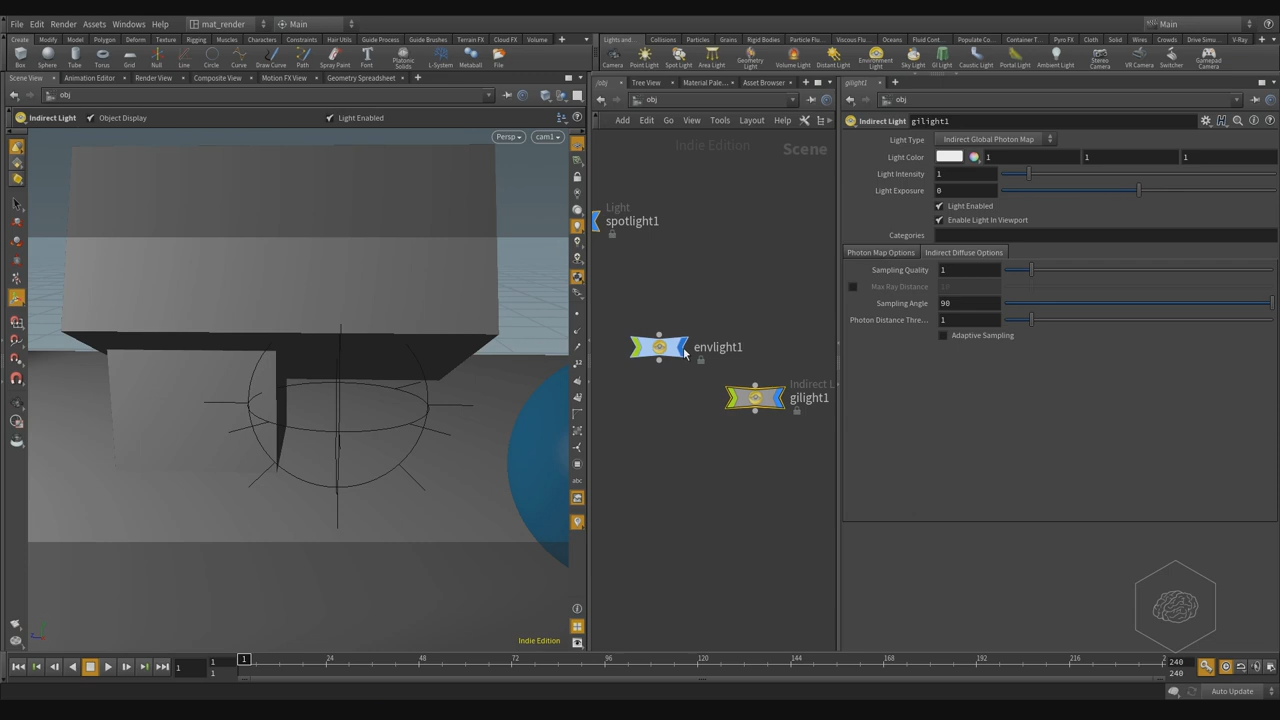 File Edit Render Assets Windows Help mat_render Main Main
Create Modify Model Polygon Deform Texture Rigging Muscles Characters Constraints Hair Utils Guide Process Guide Brushes Terrain FX Cloud FX Volume
Box Sphere Tube Torus Grid Null Line Circle Curve Draw Curve Path Spray Paint Font Platonic Solids L-System Metaball File
Lights and... Collisions Particles Grains Rigid Bodies Particle Flu... Viscous Flu... Oceans Fluid Cont... Populate Co... Container T... Pyro FX Cloth Solid Wires Crowds Drive Simu... V-Ray
Camera Point Light Spot Light Area Light Geometry Light Volume Light Distant Light Environment Light Sky Light GI Light Caustic Light Portal Light Ambient Light Stereo Camera VR Camera Switcher Gamepad Camera
Scene View Animation Editor Render View Composite View Motion FX View Geometry Spreadsheet
/obj Tree View Material Pale... Asset Browser
gilight1
obj
obj
obj
Indirect Light Object Display Light Enabled
Persp cam1
Indie Edition
Add Edit Go View Tools Layout Help
Indie Edition Scene
Light
spotlight1
envlight1
Indirect L
gilight1
Indirect Light gilight1
Light Type Indirect Global Photon Map
Light Color 1 1 1
Light Intensity 1
Light Exposure 0
Light Enabled
Enable Light In Viewport
Categories
Photon Map Options Indirect Diffuse Options
Sampling Quality 1
Max Ray Distance
Sampling Angle 90
Photon Distance Thre... 1
Adaptive Sampling
abc
1 1 1 1 24 48 72 96 120 144 168 192 216 2 240 240
Auto Update